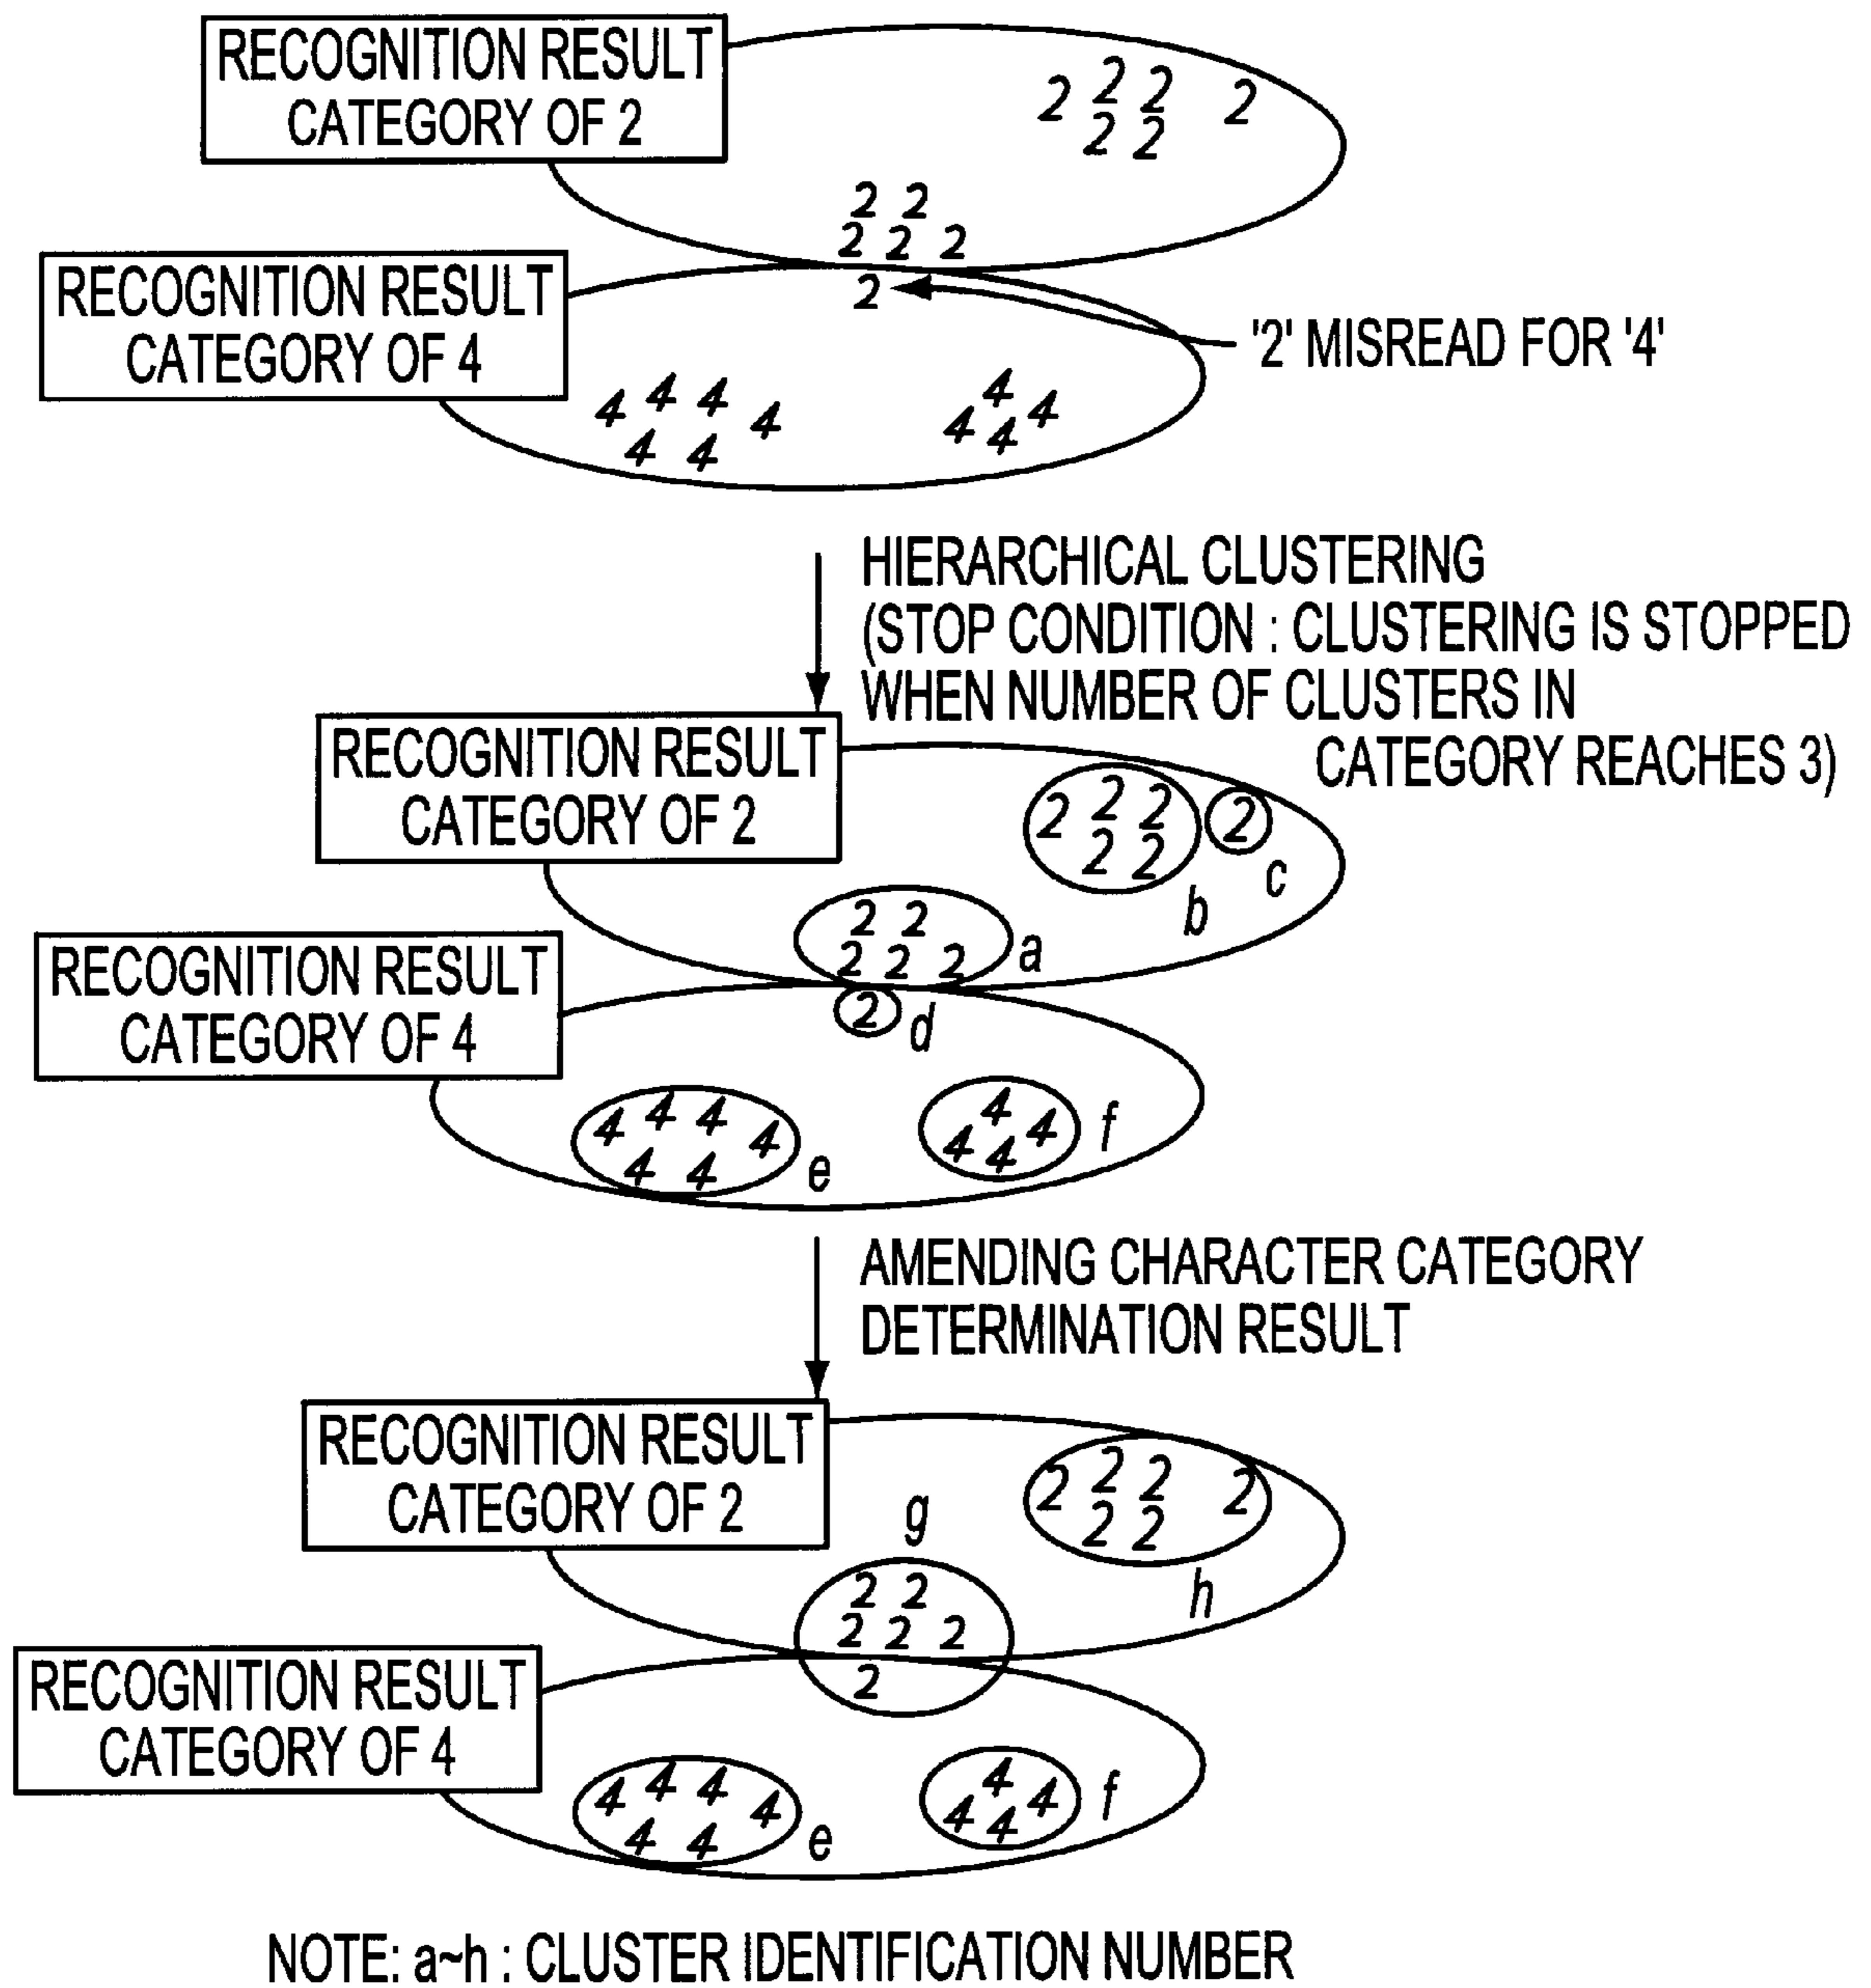 RECOGNITION RESULT
CATEGORY OF 2
2 2 2 2
2 2
2 2
2 2 2
RECOGNITION RESULT
CATEGORY OF 4
2
'2' MISREAD FOR '4'
4 4 4 4
4 4
4
4 4
4
HIERARCHICAL CLUSTERING
(STOP CONDITION : CLUSTERING IS STOPPED
WHEN NUMBER OF CLUSTERS IN
CATEGORY REACHES 3)
RECOGNITION RESULT
CATEGORY OF 2
2 2 2 2
2 2
c
b
2 2
2 2 2
a
RECOGNITION RESULT
CATEGORY OF 4
2
d
4 4 4 4
4 4
e
4
4 4
4
f
AMENDING CHARACTER CATEGORY
DETERMINATION RESULT
RECOGNITION RESULT
CATEGORY OF 2
2 2 2 2
2 2
h
g
2 2
2 2 2
2
RECOGNITION RESULT
CATEGORY OF 4
4 4 4 4
4 4
e
4
4 4
4
f
NOTE: a~h : CLUSTER IDENTIFICATION NUMBER